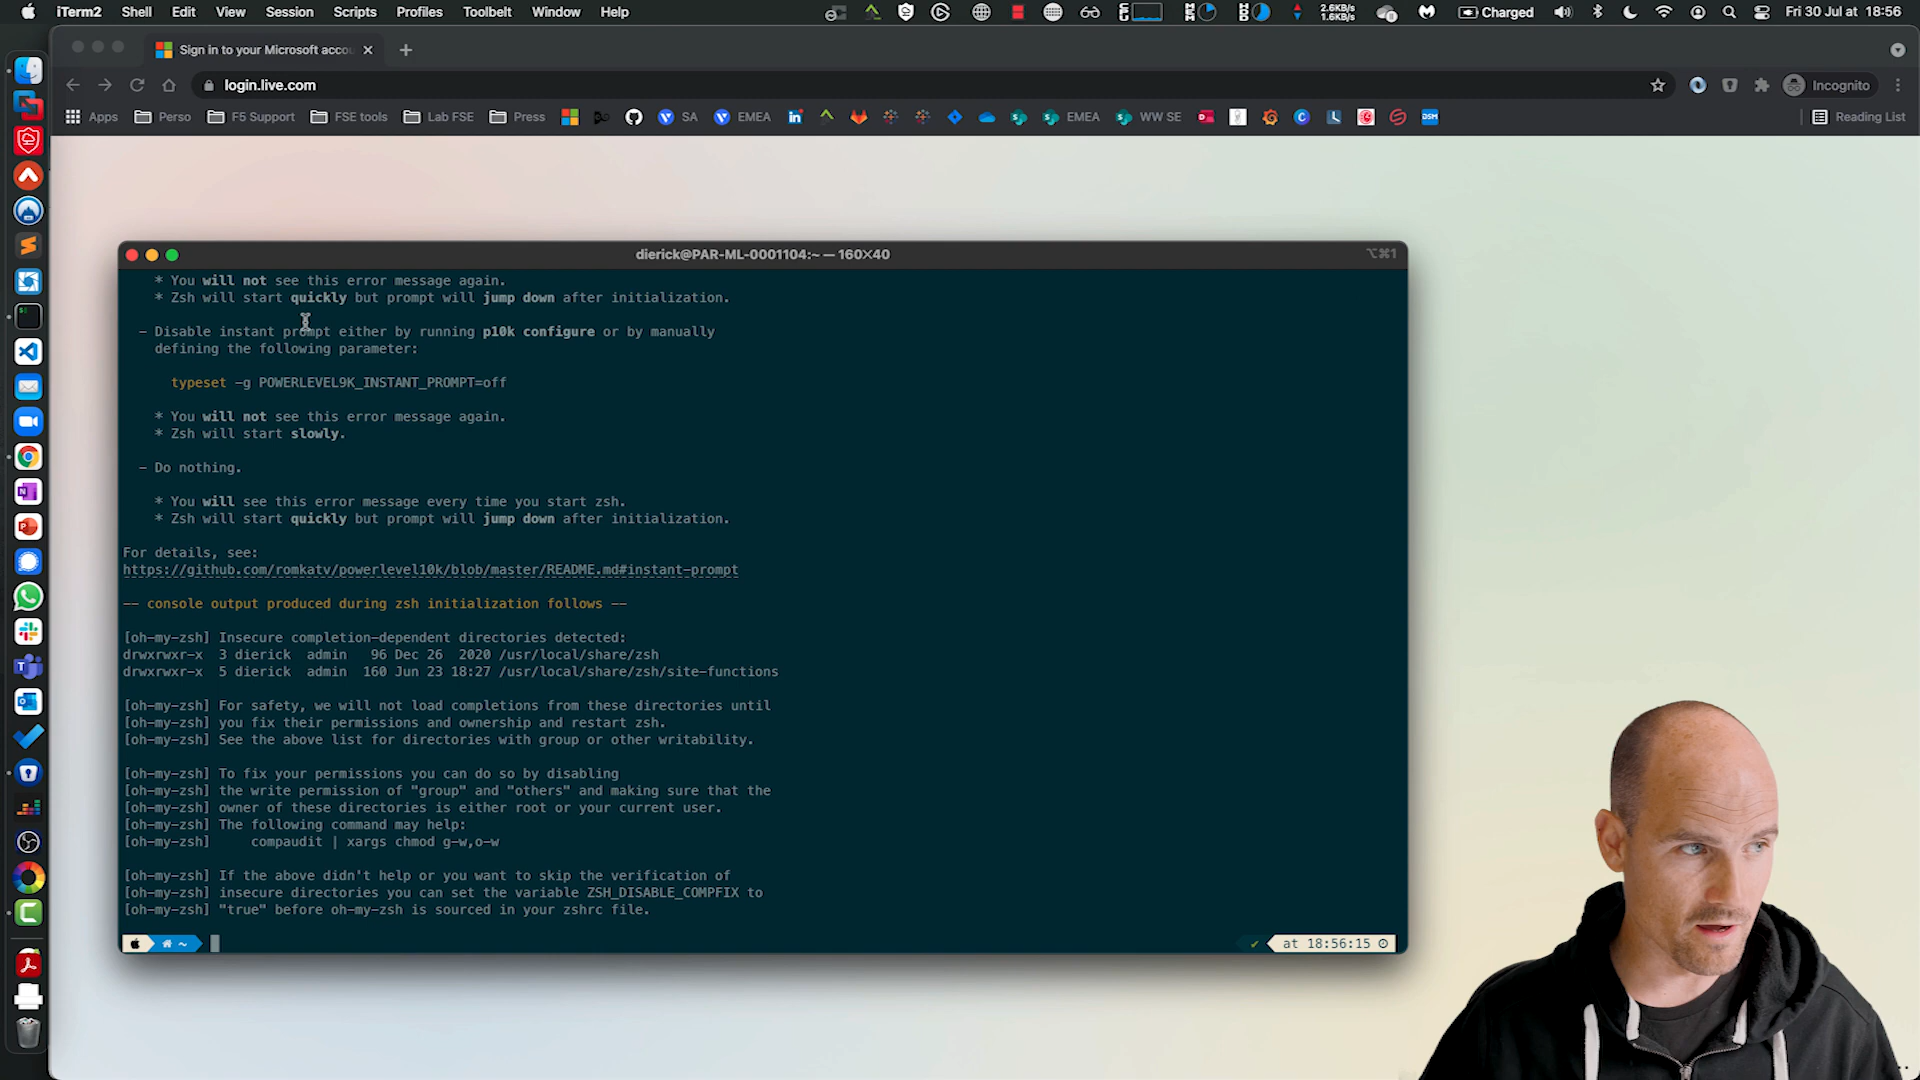 iTerm2 Shell Edit View Session Scripts Profiles Toolbelt Window Help
2.6KB/s
1.6KB/s
Charged
Fri 30 Jul at 18:56
Sign in to your Microsoft accou
login.live.com
Incognito
Apps Perso F5 Support FSE tools Lab FSE Press SA EMEA EMEA WW SE DSM Reading List
dierick@PAR-ML-0001104:~ — 160×40
⌥⌘1
* You will not see this error message again.
* Zsh will start quickly but prompt will jump down after initialization.
- Disable instant prompt either by running p10k configure or by manually
defining the following parameter:
typeset -g POWERLEVEL9K_INSTANT_PROMPT=off
* You will not see this error message again.
* Zsh will start slowly.
- Do nothing.
* You will see this error message every time you start zsh.
* Zsh will start quickly but prompt will jump down after initialization.
For details, see:
https://github.com/romkatv/powerlevel10k/blob/master/README.md#instant-prompt
-- console output produced during zsh initialization follows --
[oh-my-zsh] Insecure completion-dependent directories detected:
drwxrwxr-x 3 dierick admin 96 Dec 26 2020 /usr/local/share/zsh
drwxrwxr-x 5 dierick admin 160 Jun 23 18:27 /usr/local/share/zsh/site-functions
[oh-my-zsh] For safety, we will not load completions from these directories until
[oh-my-zsh] you fix their permissions and ownership and restart zsh.
[oh-my-zsh] See the above list for directories with group or other writability.
[oh-my-zsh] To fix your permissions you can do so by disabling
[oh-my-zsh] the write permission of "group" and "others" and making sure that the
[oh-my-zsh] owner of these directories is either root or your current user.
[oh-my-zsh] The following command may help:
[oh-my-zsh] compaudit | xargs chmod g-w,o-w
[oh-my-zsh] If the above didn't help or you want to skip the verification of
[oh-my-zsh] insecure directories you can set the variable ZSH_DISABLE_COMPFIX to
[oh-my-zsh] "true" before oh-my-zsh is sourced in your zshrc file.
~
at 18:56:15